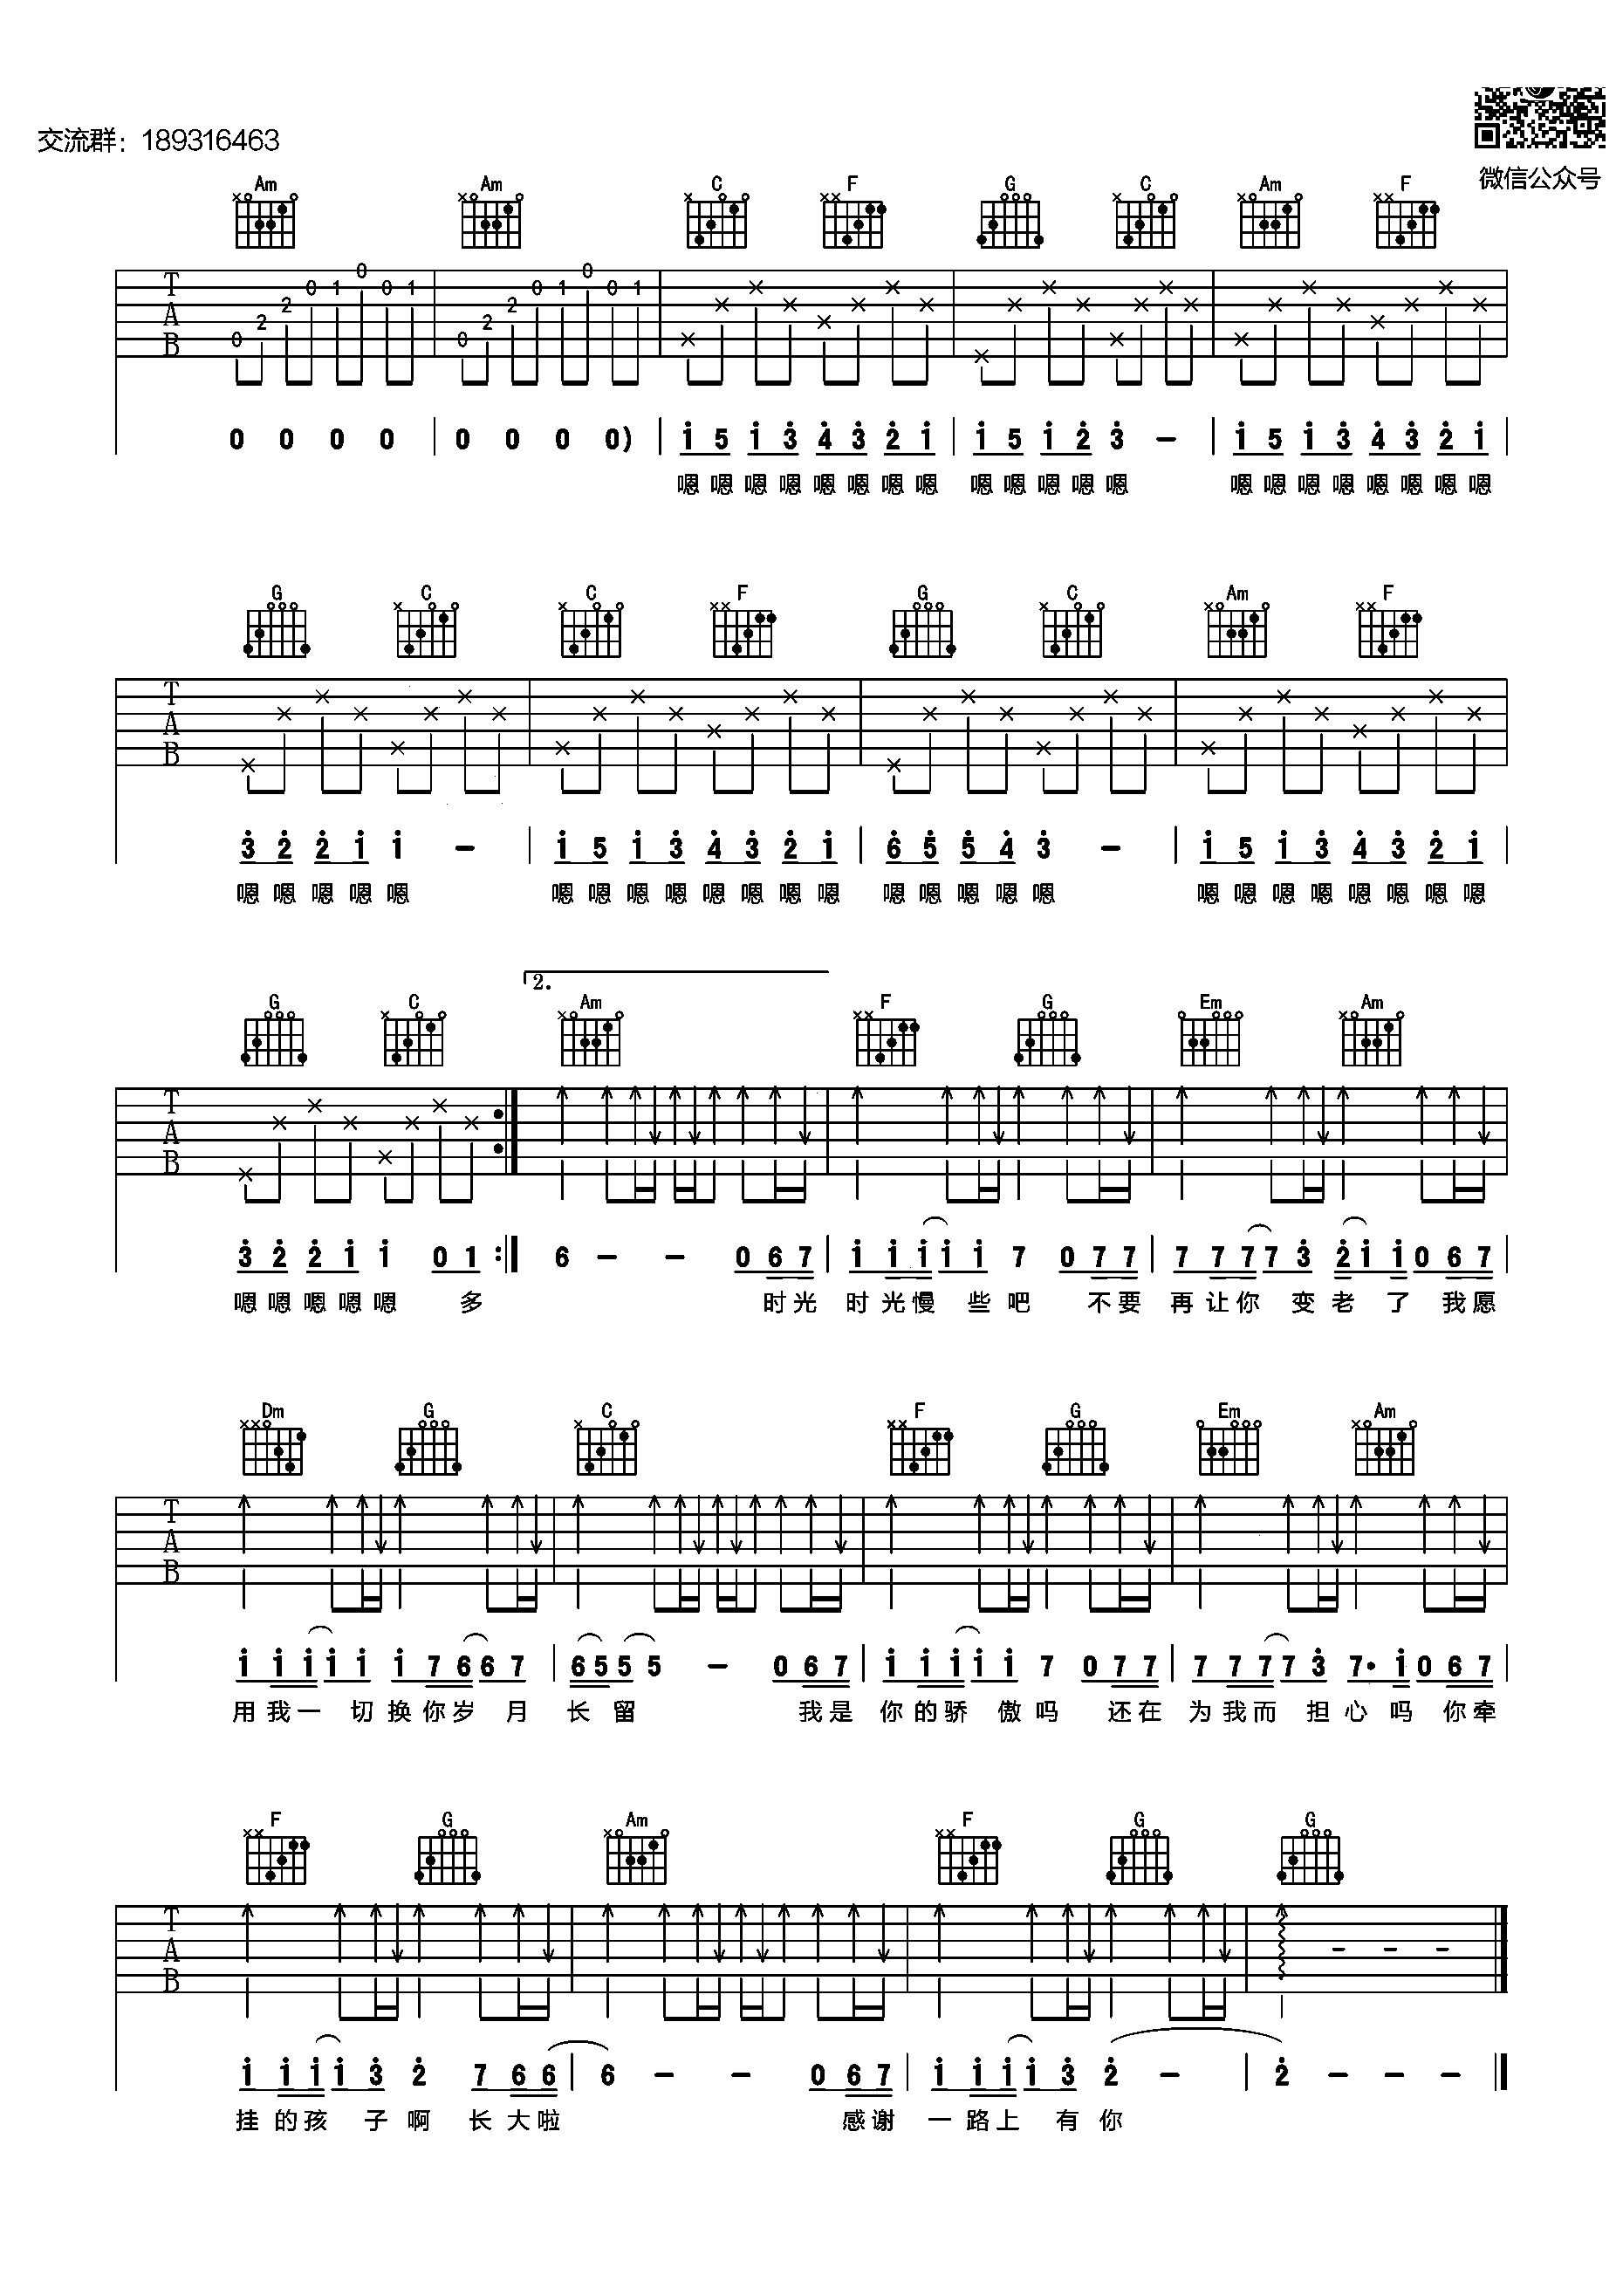 交流群：189316463
微信公众号
Am Am C F G C Am F
T A B 0 2 2 0 1 0 0 1 0 2 2 0 1 0 0 1
0 0 0 0 | 0 0 0 0) | i 5 i 3 4 3 2 i | i 5 i 2 3 – | i 5 i 3 4 3 2 i |
嗯嗯嗯嗯嗯嗯嗯嗯 嗯嗯嗯嗯嗯 嗯嗯嗯嗯嗯嗯嗯嗯
G C C F G C Am F
T A B
3 2 2 i i – | i 5 i 3 4 3 2 i | 6 5 5 4 3 – | i 5 i 3 4 3 2 i |
嗯嗯嗯嗯嗯 嗯嗯嗯嗯嗯嗯嗯嗯 嗯嗯嗯嗯嗯 嗯嗯嗯嗯嗯嗯嗯嗯
2.
G C Am F G Em Am
T A B
3 2 2 i i 0 1 :| 6 – – 0 6 7 | i i i i i 7 0 7 7 | 7 7 7 7 3 2 i i 0 6 7 |
嗯嗯嗯嗯嗯 多 时光 时光慢 些吧 不要 再让你 变老了 我愿
Dm G C F G Em Am
T A B
i i i i i i 7 6 6 7 | 6 5 5 5 – 0 6 7 | i i i i i 7 0 7 7 | 7 7 7 7 3 7· i 0 6 7 |
用我一 切换你岁 月 长留 我是 你的骄 傲吗 还在 为我而 担心吗 你牵
F G Am F G G
T A B – – –
i i i i 3 2 7 6 6 | 6 – – 0 6 7 | i i i i 3 2 – | 2 – – – |
挂的孩 子啊 长大啦 感谢 一路上 有你